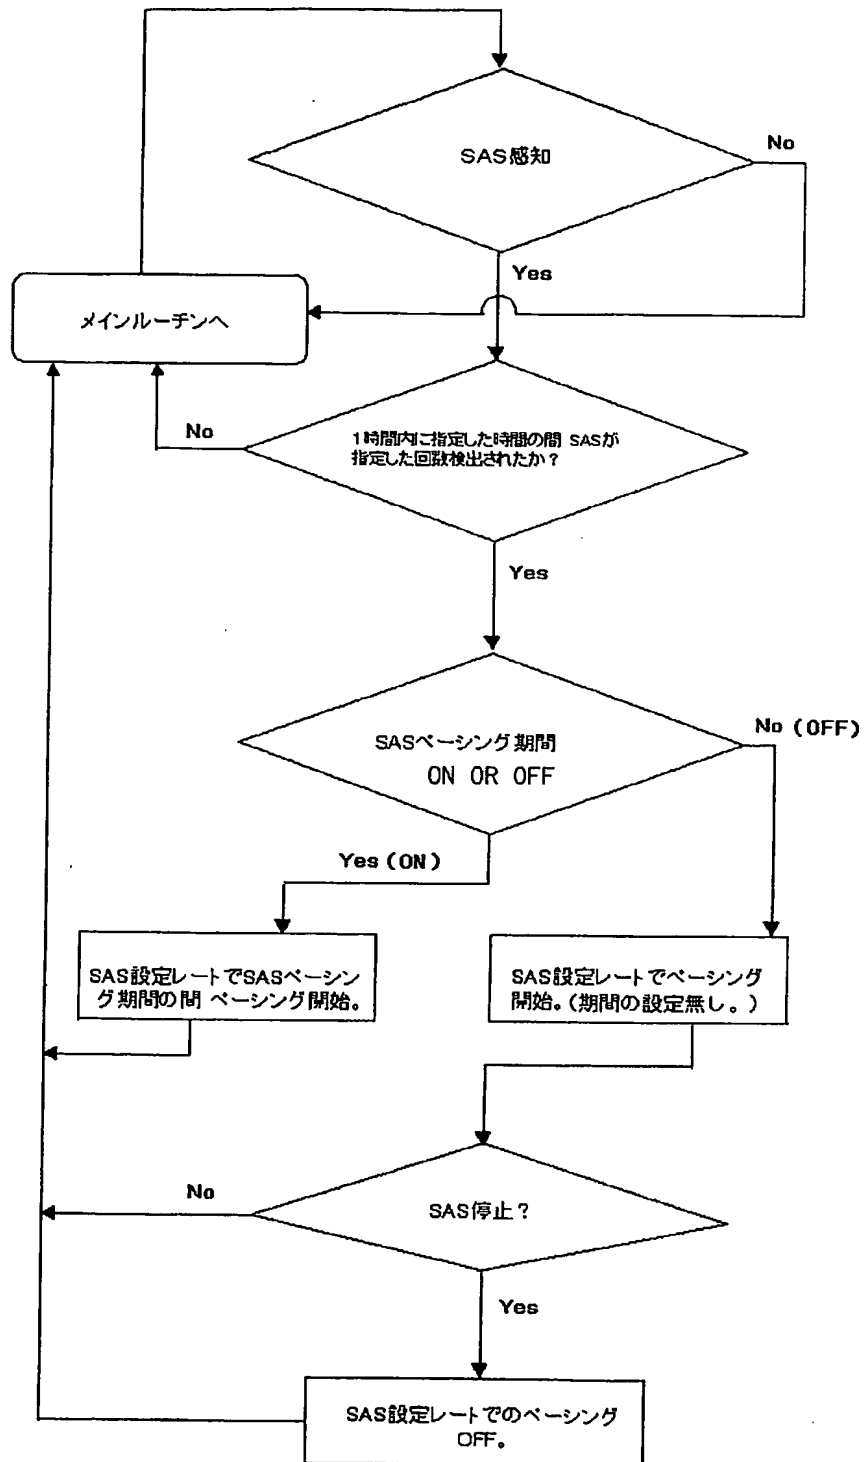 SAS感知
No
Yes
メインルーチンへ
No
1時間内に指定した時間の間 SASが
指定した回数検出されたか？
Yes
SASペーシング期間
ON OR OFF
No (OFF)
Yes (ON)
SAS設定レートでSASペーシン
グ期間の間 ペーシング開始。
SAS設定レートでペーシング
開始。(期間の設定無し。)
No
SAS停止？
Yes
SAS設定レートでのペーシング
OFF。